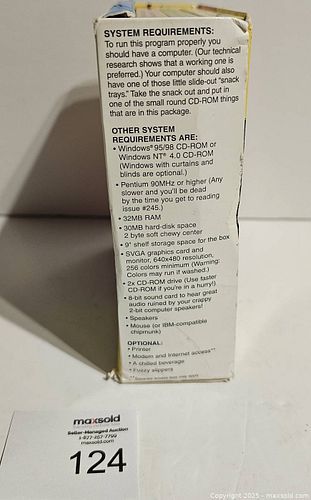 SYSTEM REQUIREMENTS:
To run this program properly you
should have a computer. (Our technical
research shows that a working one is
preferred.) Your computer should also
have one of those little slide-out "snack
trays." Take the snack out and put in
one of the small round CD-ROM things
that are in this package.
OTHER SYSTEM
REQUIREMENTS ARE:
• Windows® 95/98 CD-ROM or
Windows NT® 4.0 CD-ROM
(Windows with curtains and
blinds are optional.)
• Pentium 90MHz or higher (Any
slower and you'll be dead
by the time you get to reading
issue #245.)
• 32MB RAM
• 30MB hard-disk space
2 byte soft chewy center
• 9" shelf storage space for the box
• SVGA graphics card and
monitor, 640x480 resolution,
256 colors minimum (Warning:
Colors may run if washed.)
• 2x CD-ROM drive (Use faster
CD-ROM if you're in a hurry!)
• 8-bit sound card to hear great
audio ruined by your crappy
2-bit computer speakers!
• Speakers
• Mouse (or IBM-compatible
chipmunk)
OPTIONAL:
• Printer
• Modem and Internet access**
• A chilled beverage
• Fuzzy slippers
maxsold
Seller-Managed Auction
1-877-257-7799
maxsold.com
124
Copyright 2025 - maxsold.com